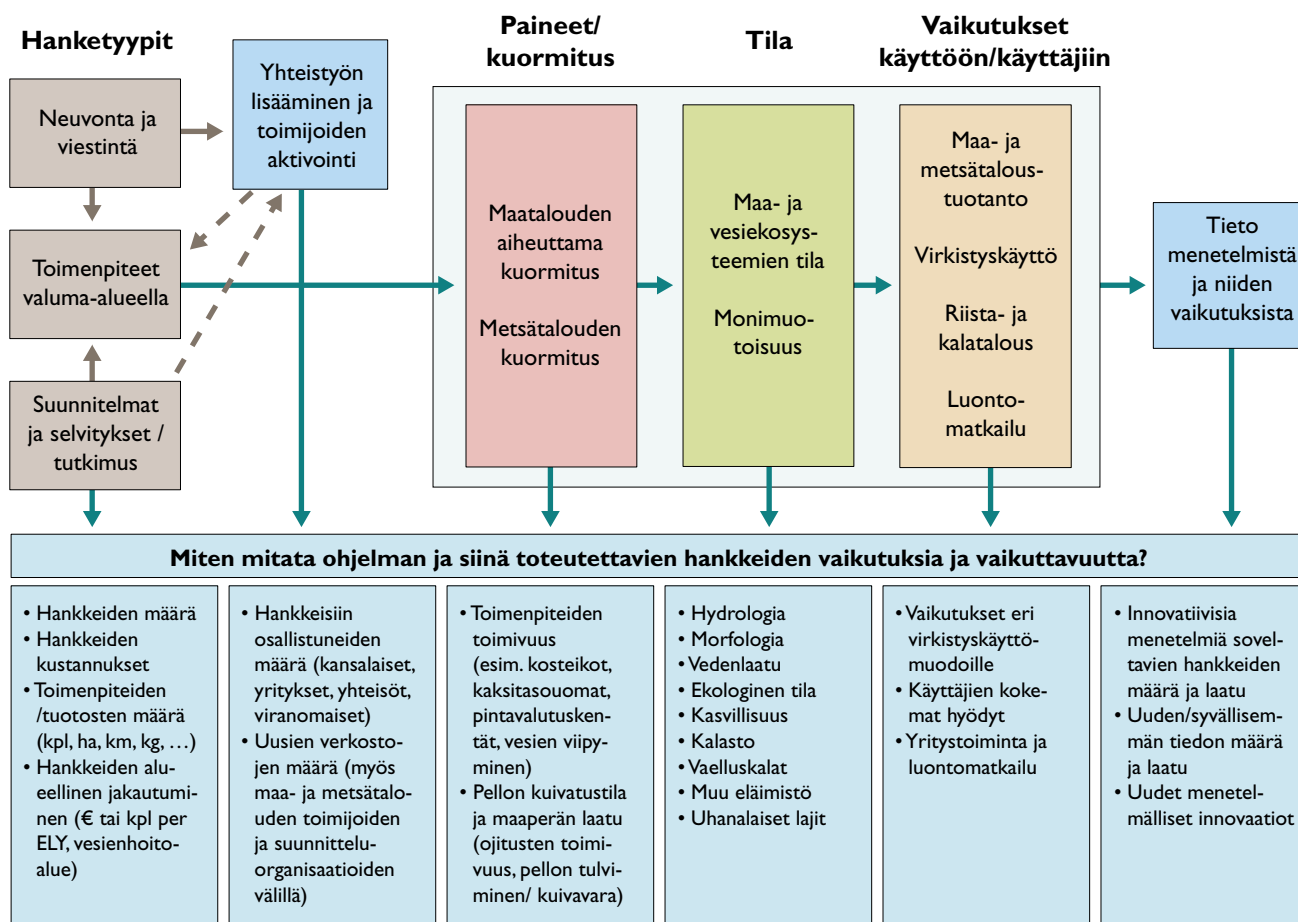 Hanketyypit
Paineet/
kuormitus
Tila
Vaikutukset
käyttöön/käyttäjiin
Neuvonta ja
viestintä
Yhteistyön
lisääminen ja
toimijoiden
aktivointi
Toimenpiteet
valuma-alueella
Suunnitelmat
ja selvitykset /
tutkimus
Maatalouden
aiheuttama
kuormitus
Metsätalouden
kuormitus
Maa- ja
vesiekosys-
teemien tila
Monimuo-
toisuus
Maa- ja
metsätalous-
tuotanto
Virkistyskäyttö
Riista- ja
kalatalous
Luonto-
matkailu
Tieto
menetelmistä
ja niiden
vaikutuksista
Miten mitata ohjelman ja siinä toteutettavien hankkeiden vaikutuksia ja vaikuttavuutta?
• Hankkeiden määrä
• Hankkeiden
kustannukset
• Toimenpiteiden
/tuotosten määrä
(kpl, ha, km, kg, …)
• Hankkeiden alu-
eellinen jakautumi-
nen (€ tai kpl per
ELY, vesienhoito-
alue)
• Hankkeisiin
osallistuneiden
määrä (kansalaiset,
yritykset, yhteisöt,
viranomaiset)
• Uusien verkosto-
jen määrä (myös
maa- ja metsätalo-
uden toimijoiden
ja suunnittelu-
organisaatioiden
välillä)
• Toimenpiteiden
toimivuus
(esim. kosteikot,
kaksitasouomat,
pintavalutusken-
tät, vesien viipy-
minen)
• Pellon kuivatustila
ja maaperän laatu
(ojitusten toimi-
vuus, pellon tulvi-
minen/ kuivavara)
• Hydrologia
• Morfologia
• Vedenlaatu
• Ekologinen tila
• Kasvillisuus
• Kalasto
• Vaelluskalat
• Muu eläimistö
• Uhanalaiset lajit
• Vaikutukset eri
virkistyskäyttö-
muodoille
• Käyttäjien koke-
mat hyödyt
• Yritystoiminta ja
luontomatkailu
• Innovatiivisia
menetelmiä sovel-
tavien hankkeiden
määrä ja laatu
• Uuden/syvällisem-
män tiedon määrä
ja laatu
• Uudet menetel-
mälliset innovaatiot